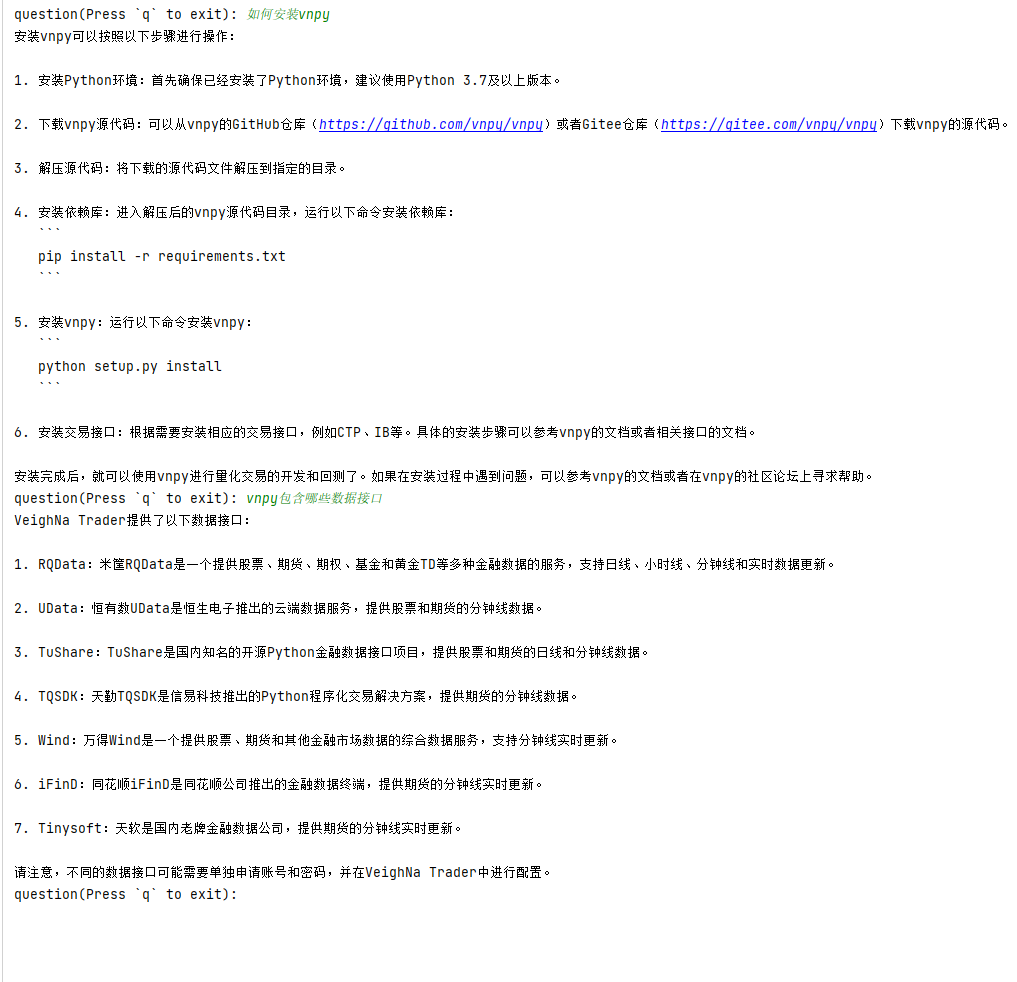 question(Press `q` to exit): 如何安装vnpy
安装vnpy可以按照以下步骤进行操作：
1. 安装Python环境：首先确保已经安装了Python环境，建议使用Python 3.7及以上版本。
2. 下载vnpy源代码：可以从vnpy的GitHub仓库（https://github.com/vnpy/vnpy）或者Gitee仓库（https://gitee.com/vnpy/vnpy）下载vnpy的源代码。
3. 解压源代码：将下载的源代码文件解压到指定的目录。
4. 安装依赖库：进入解压后的vnpy源代码目录，运行以下命令安装依赖库：
```
pip install -r requirements.txt
```
5. 安装vnpy：运行以下命令安装vnpy：
```
python setup.py install
```
6. 安装交易接口：根据需要安装相应的交易接口，例如CTP、IB等。具体的安装步骤可以参考vnpy的文档或者相关接口的文档。
安装完成后，就可以使用vnpy进行量化交易的开发和回测了。如果在安装过程中遇到问题，可以参考vnpy的文档或者在vnpy的社区论坛上寻求帮助。
question(Press `q` to exit): vnpy包含哪些数据接口
VeighNa Trader提供了以下数据接口：
1. RQData：米筐RQData是一个提供股票、期货、期权、基金和黄金TD等多种金融数据的服务，支持日线、小时线、分钟线和实时数据更新。
2. UData：恒有数UData是恒生电子推出的云端数据服务，提供股票和期货的分钟线数据。
3. TuShare：TuShare是国内知名的开源Python金融数据接口项目，提供股票和期货的日线和分钟线数据。
4. TQSDK：天勤TQSDK是信易科技推出的Python程序化交易解决方案，提供期货的分钟线数据。
5. Wind：万得Wind是一个提供股票、期货和其他金融市场数据的综合数据服务，支持分钟线实时更新。
6. iFinD：同花顺iFinD是同花顺公司推出的金融数据终端，提供期货的分钟线实时更新。
7. Tinysoft：天软是国内老牌金融数据公司，提供期货的分钟线实时更新。
请注意，不同的数据接口可能需要单独申请账号和密码，并在VeighNa Trader中进行配置。
question(Press `q` to exit):